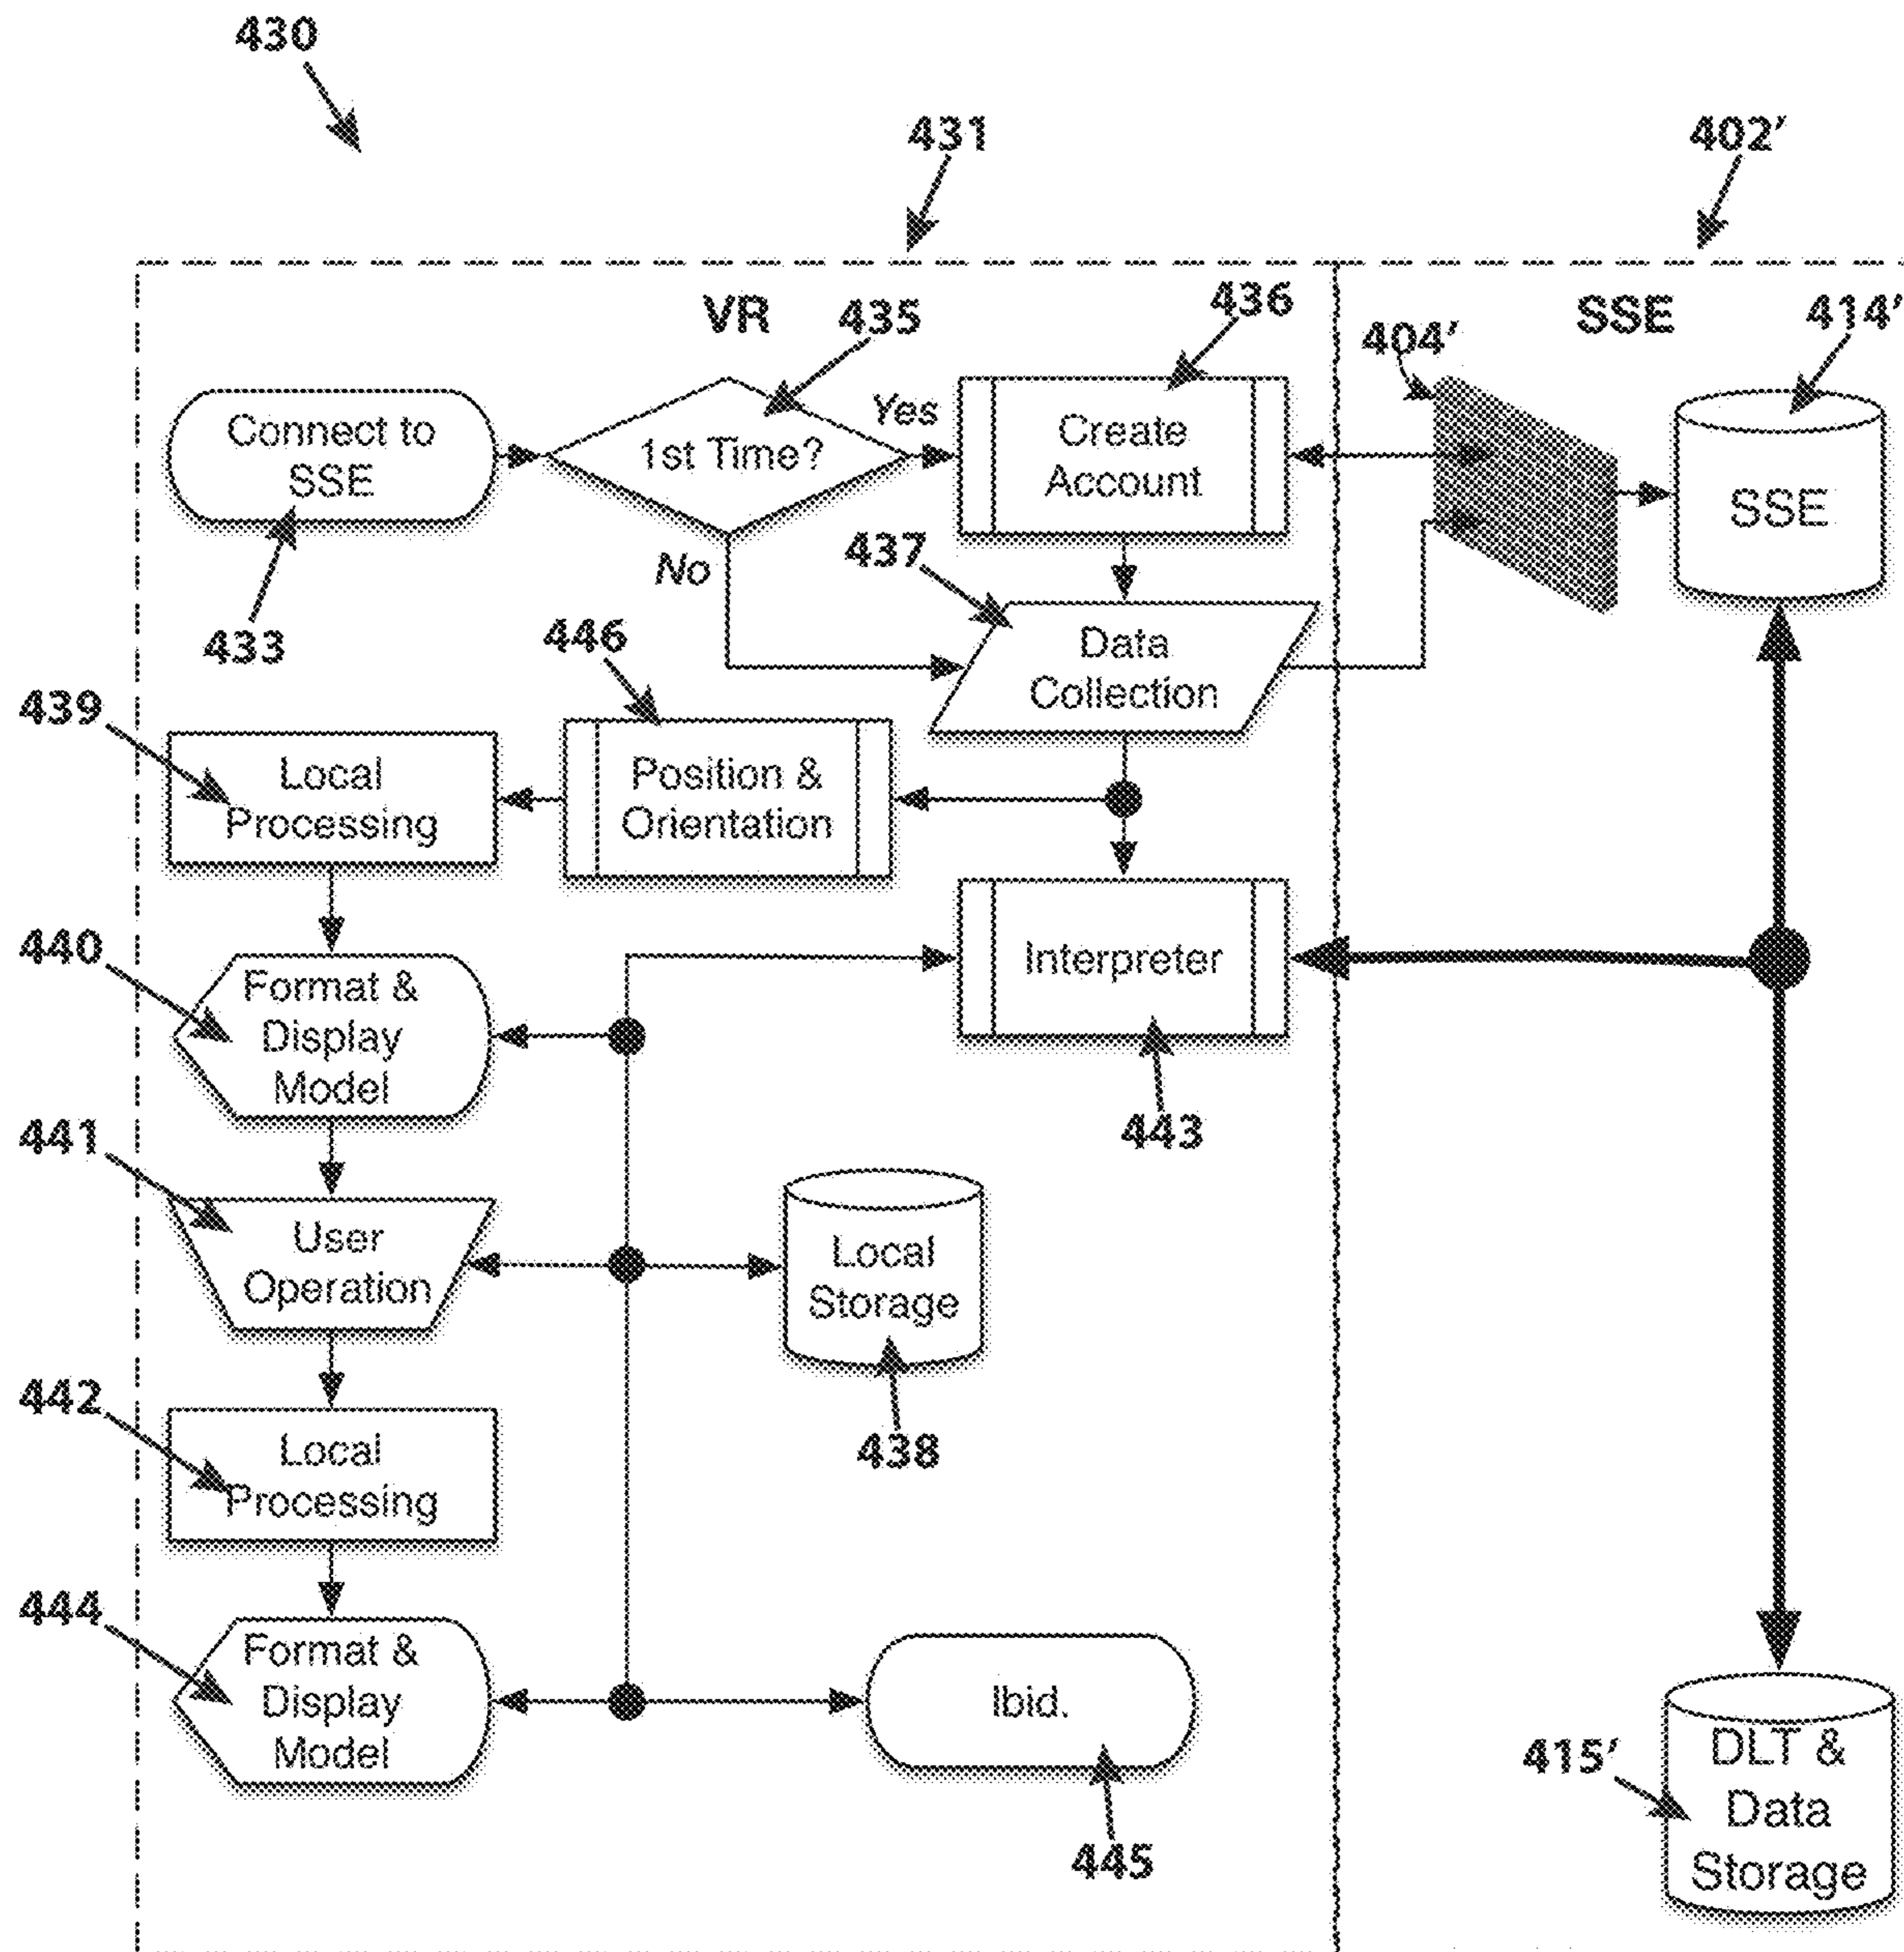 430
431
402'
VR
435
436
SSE
414'
404'
Connect to
SSE
1st Time?
Yes
Create
Account
SSE
No
437
433
446
Data
Collection
439
Local
Processing
Position &
Orientation
440
Format &
Display
Model
Interpreter
443
441
User
Operation
Local
Storage
442
Local
Processing
438
444
Format &
Display
Model
Ibid.
445
415'
DLT &
Data
Storage